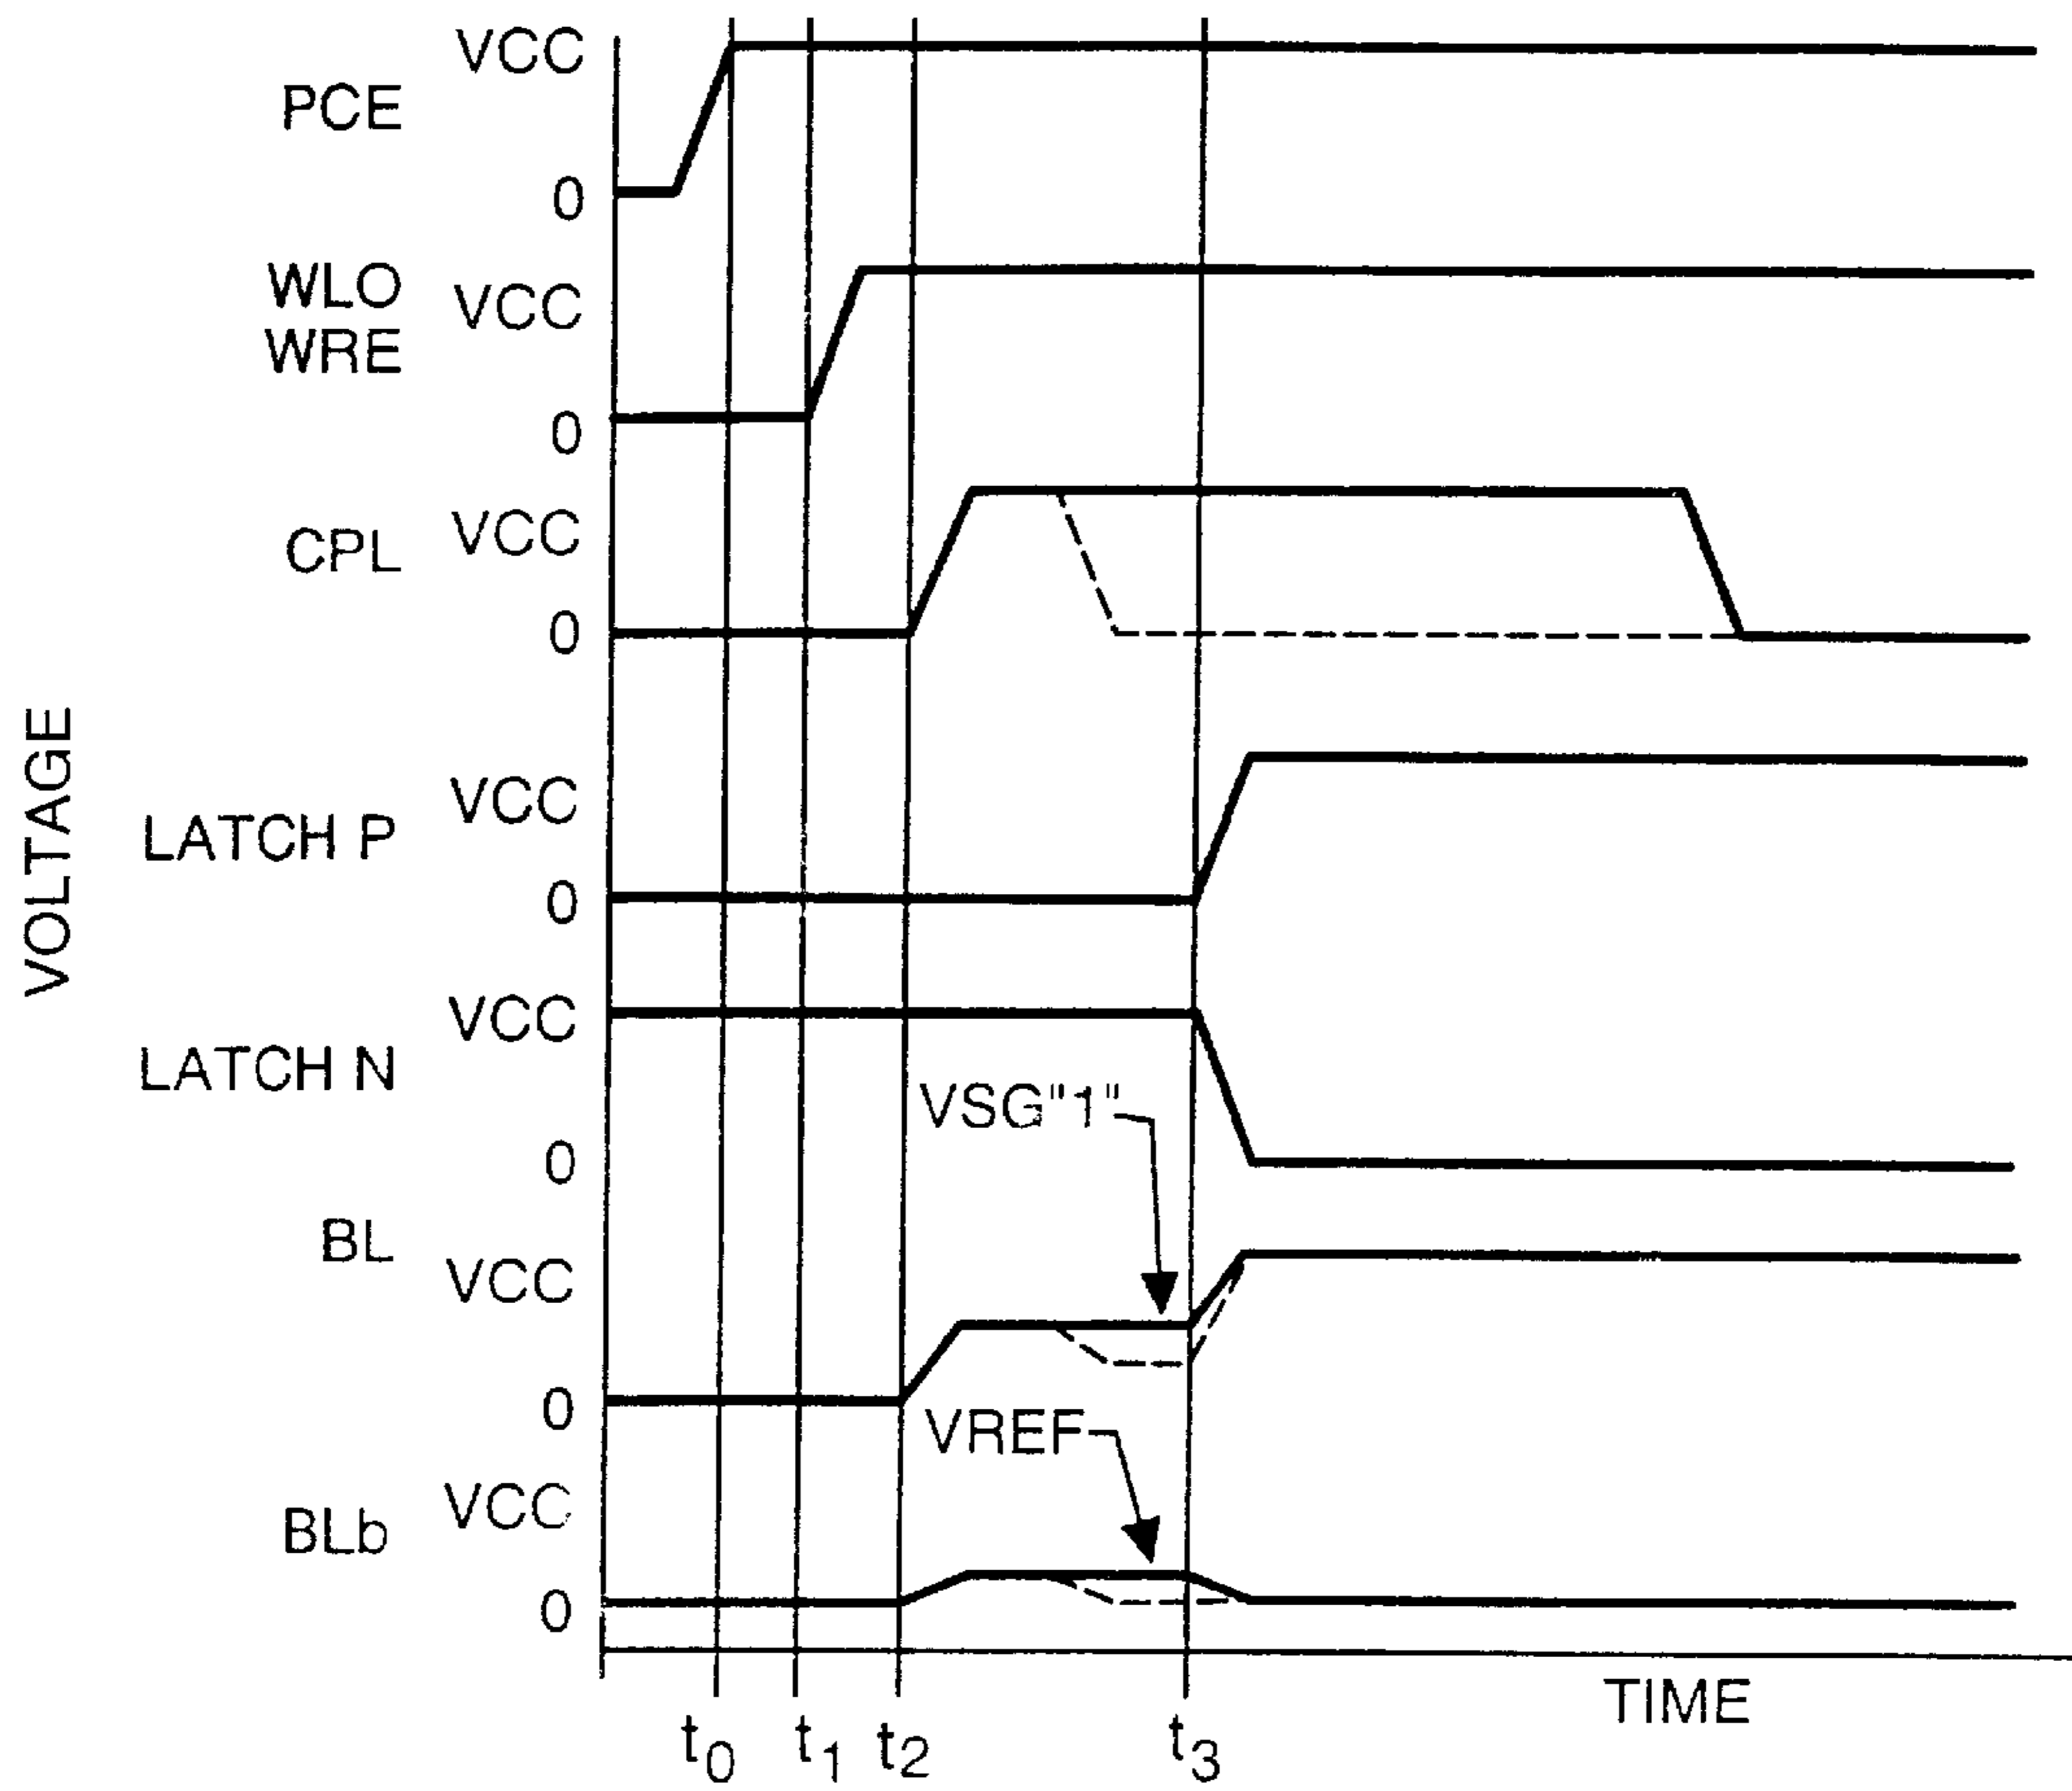 VCC
PCE
0
WLO
VCC
WRE
0
VCC
CPL
0
VOLTAGE
VCC
LATCH P
0
VCC
LATCH N
VSG"1"
0
BL
VCC
0
VREF
VCC
BLb
0
TIME
t0 t1 t2 t3